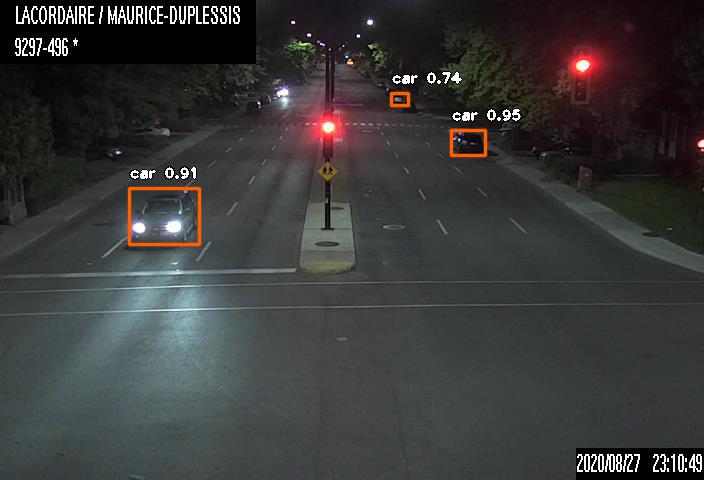 LACORDAIRE / MAURICE-DUPLESSIS
9297-496 *
car 0.74
car 0.95
car 0.91
2020/08/27 23:10:49